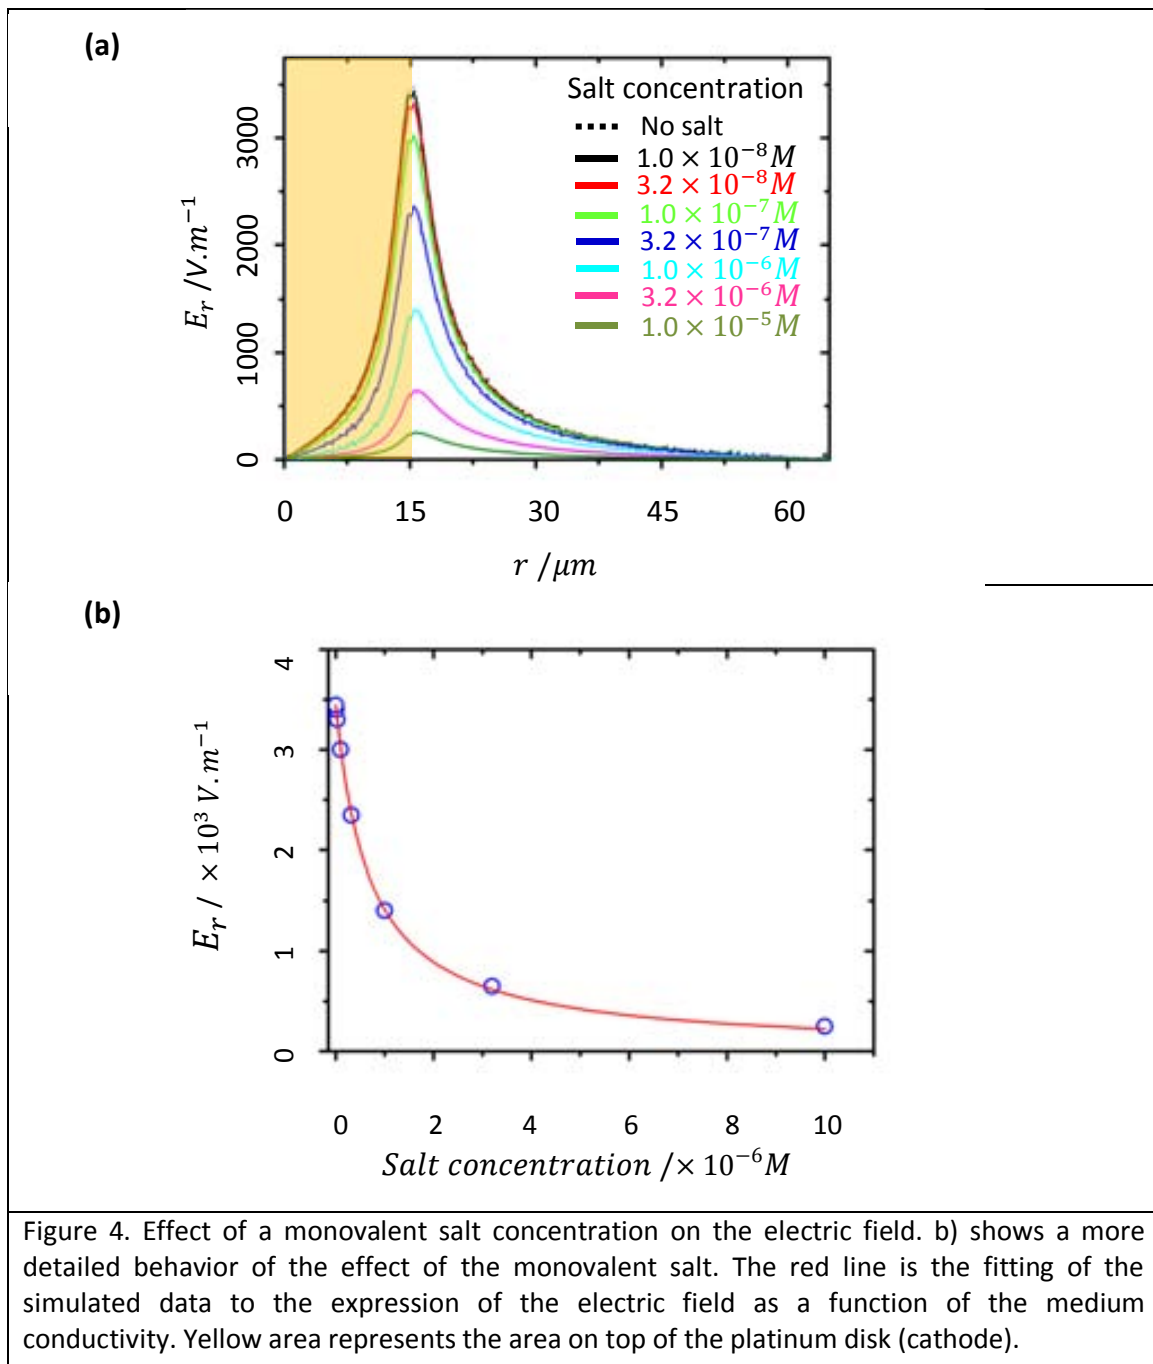 (a)
Salt concentration
No salt
1.0 × 10⁻⁸M
3.2 × 10⁻⁸M
1.0 × 10⁻⁷M
3.2 × 10⁻⁷M
1.0 × 10⁻⁶M
3.2 × 10⁻⁶M
1.0 × 10⁻⁵M
E_r /V.m⁻¹
3000
2000
1000
0
0 15 30 45 60
r /μm
(b)
E_r / × 10³ V.m⁻¹
4
3
2
1
0
0 2 4 6 8 10
Salt concentration /× 10⁻⁶M
Figure 4. Effect of a monovalent salt concentration on the electric field. b) shows a more
detailed behavior of the effect of the monovalent salt. The red line is the fitting of the
simulated data to the expression of the electric field as a function of the medium
conductivity. Yellow area represents the area on top of the platinum disk (cathode).